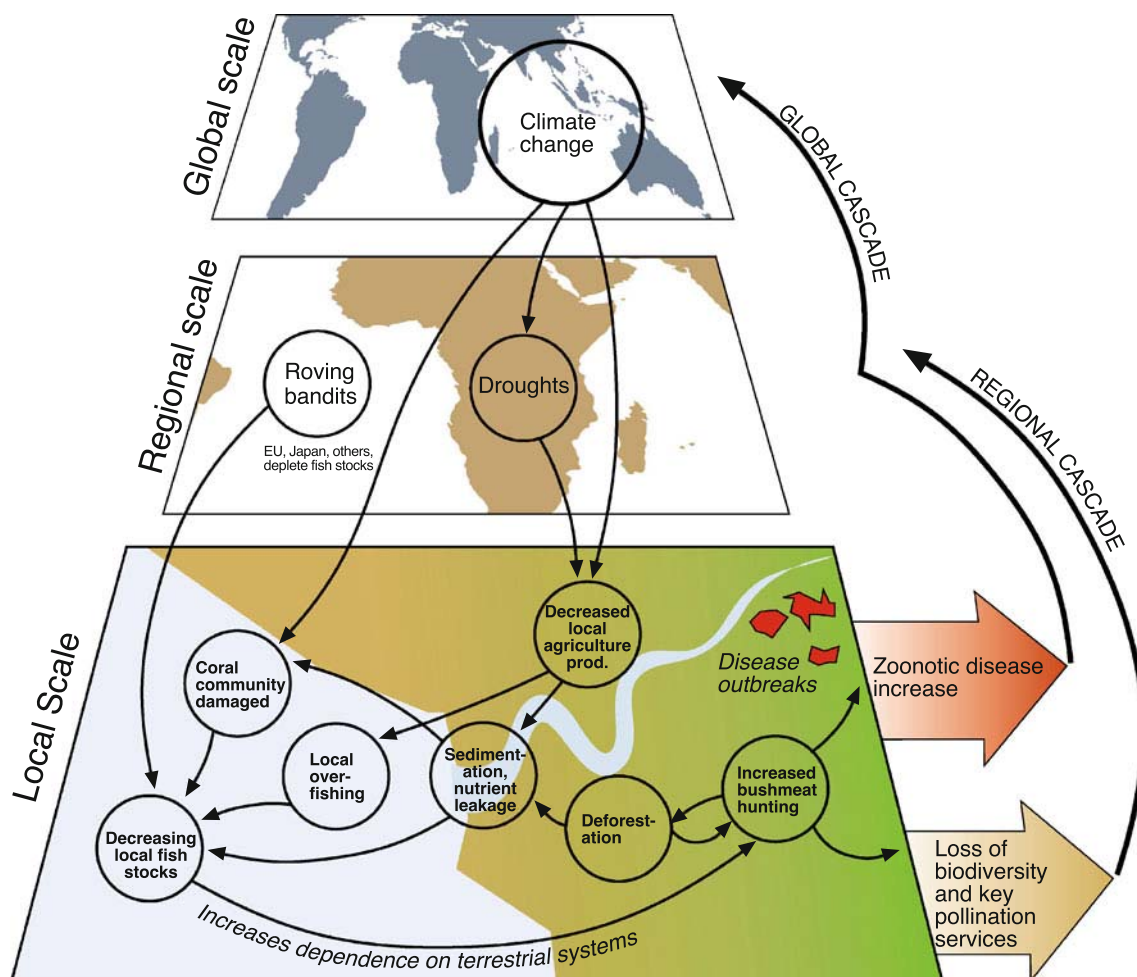 Global scale
Climate
change
GLOBAL CASCADE
Regional scale
Roving
bandits
EU, Japan, others,
deplete fish stocks
Droughts
REGIONAL CASCADE
Local Scale
Decreased
local
agriculture
prod.
Disease
outbreaks
Zoonotic disease
increase
Coral
community
damaged
Local
over-
fishing
Sediment-
ation,
nutrient
leakage
Increased
bushmeat
hunting
Deforest-
ation
Decreasing
local fish
stocks
Loss of
biodiversity
and key
pollination
services
Increases dependence on terrestrial systems